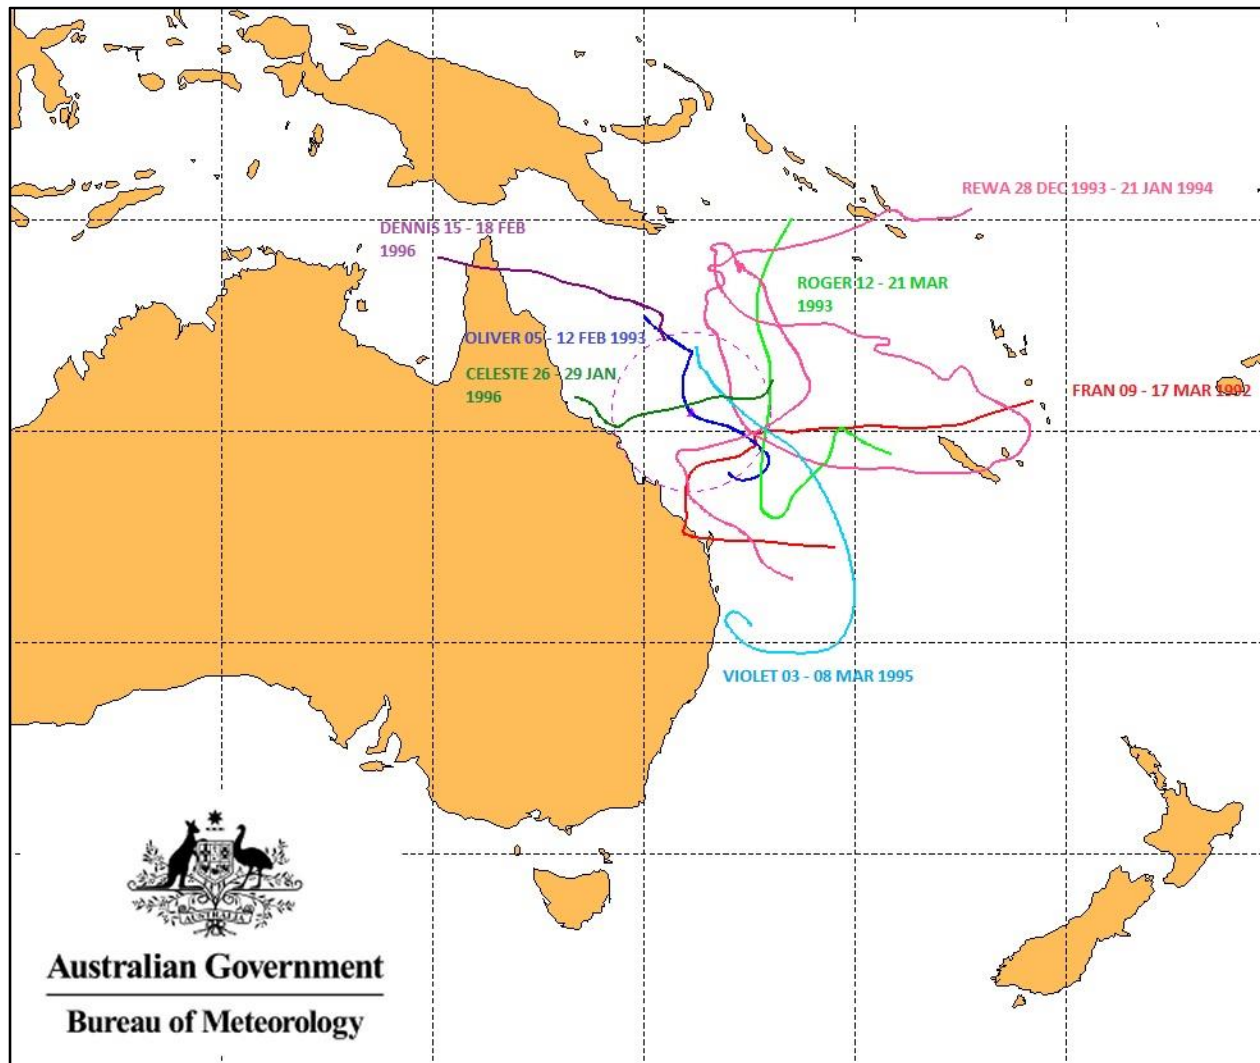 REWA 28 DEC 1993 - 21 JAN 1994
DENNIS 15 - 18 FEB
1996
ROGER 12 - 21 MAR
1993
OLIVER 05 - 12 FEB 1993
CELESTE 26 - 29 JAN
1996
FRAN 09 - 17 MAR 1992
VIOLET 03 - 08 MAR 1995
AUSTRALIA
Australian Government
Bureau of Meteorology